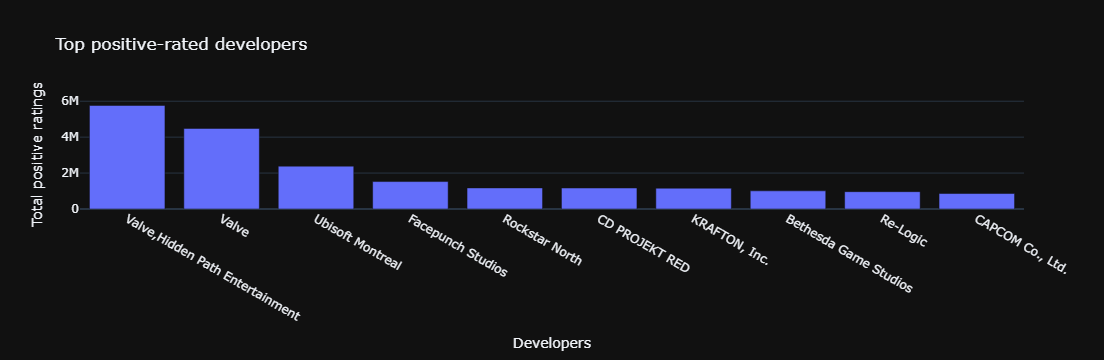 Top positive-rated developers
Total positive ratings
6M
4M
2M
0
Valve,Hidden Path Entertainment
Valve
Ubisoft Montreal
Facepunch Studios
Rockstar North
CD PROJEKT RED
KRAFTON, Inc.
Bethesda Game Studios
Re-Logic
CAPCOM Co., Ltd.
Developers